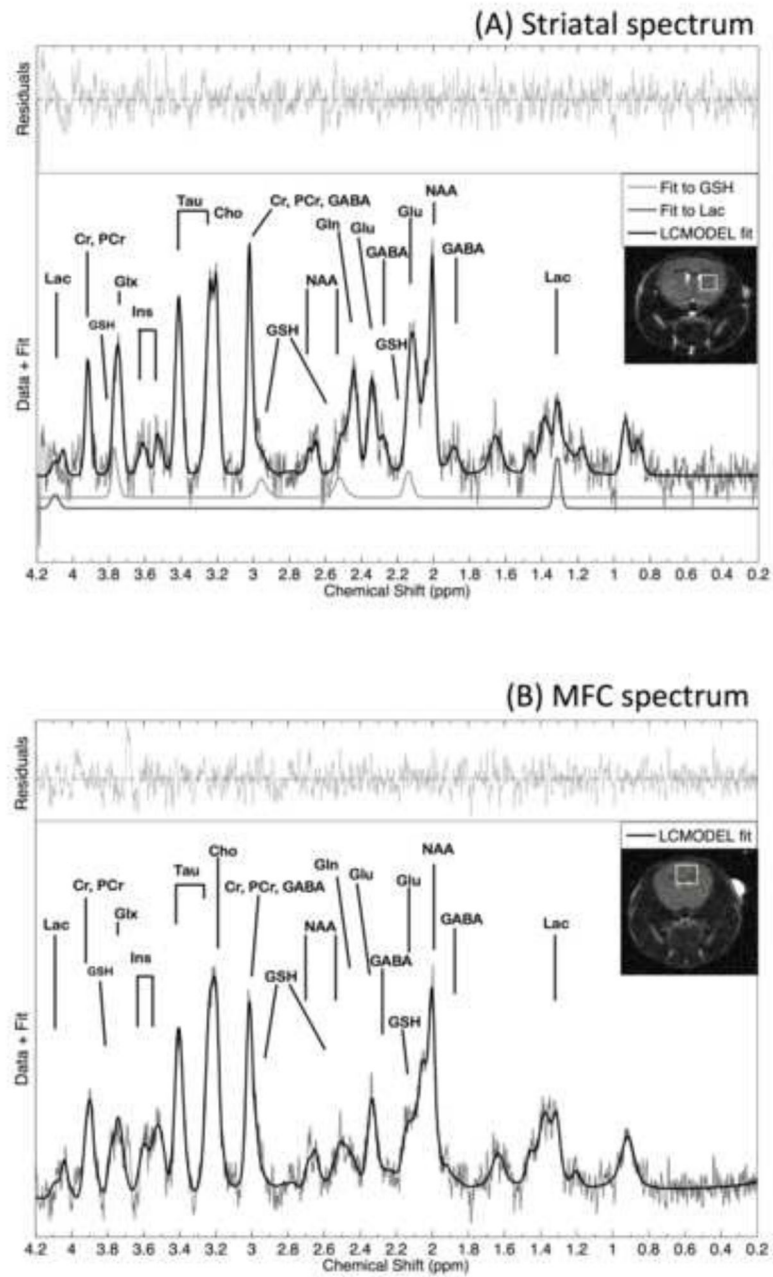 (A) Striatal spectrum
Residuals
NAA
Tau
Cho
Cr, PCr, GABA
Glu
Gln
Glu
Fit to GSH
Fit to Lac
LCMODEL fit
Cr, PCr
GABA
GABA
Lac
Glx
NAA
Lac
GSH
Ins
GSH
GSH
Data + Fit
4.2 4 3.8 3.6 3.4 3.2 3 2.8 2.6 2.4 2.2 2 1.8 1.6 1.4 1.2 1 0.8 0.6 0.4 0.2
Chemical Shift (ppm)
(B) MFC spectrum
Residuals
LCMODEL fit
Cho
NAA
Tau
Gln
Glu
Glu
Cr, PCr
Cr, PCr, GABA
Glx
Lac
NAA
GABA
Lac
GSH
Ins
GSH
GABA
GSH
Data + Fit
4.2 4 3.8 3.6 3.4 3.2 3 2.8 2.6 2.4 2.2 2 1.8 1.6 1.4 1.2 1 0.8 0.6 0.4 0.2
Chemical Shift (ppm)